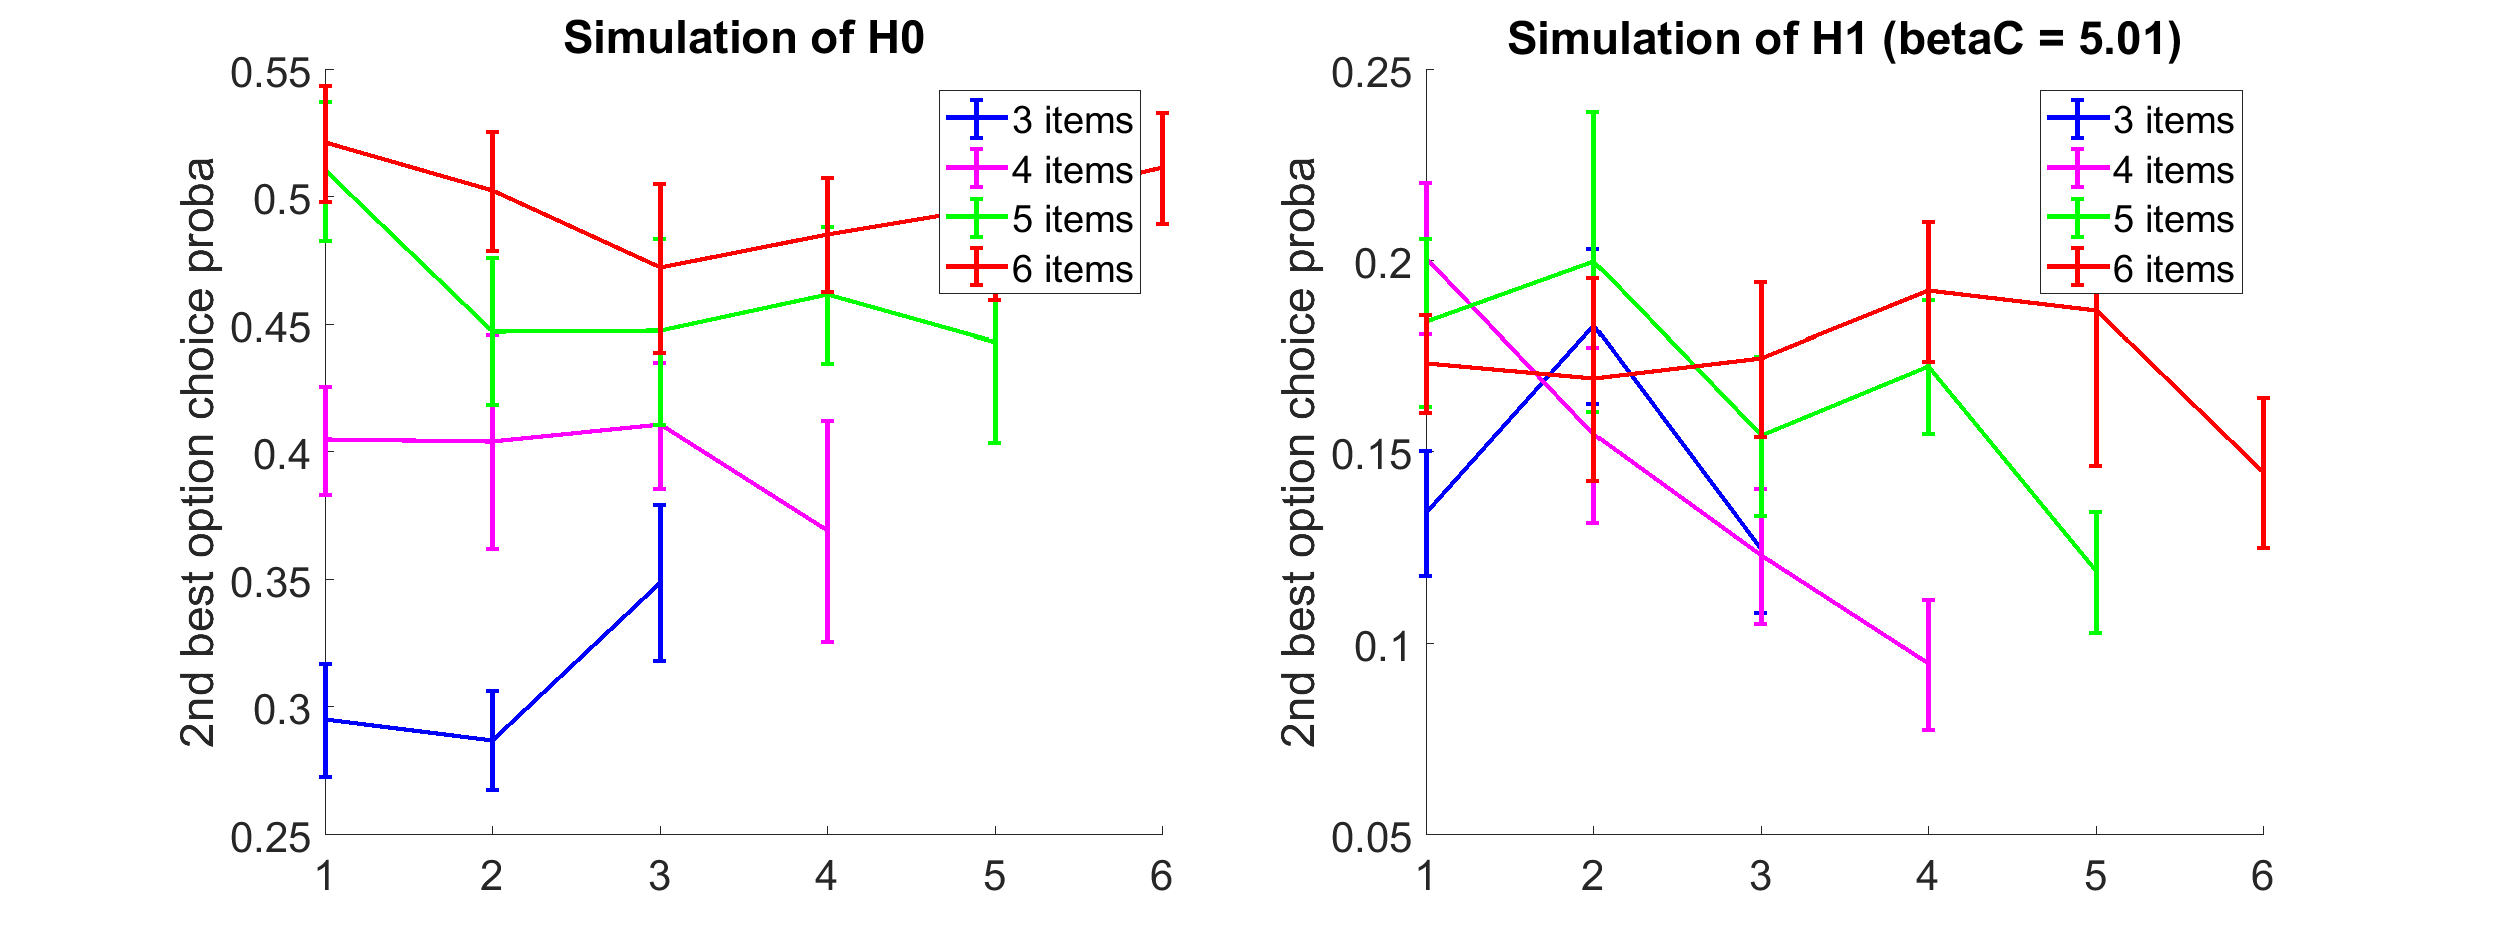 Simulation of H0
2nd best option choice proba
0.55
0.5
0.45
0.4
0.35
0.3
0.25
1 2 3 4 5 6
3 items
4 items
5 items
6 items
Simulation of H1 (betaC = 5.01)
2nd best option choice proba
0.25
0.2
0.15
0.1
0.05
1 2 3 4 5 6
3 items
4 items
5 items
6 items